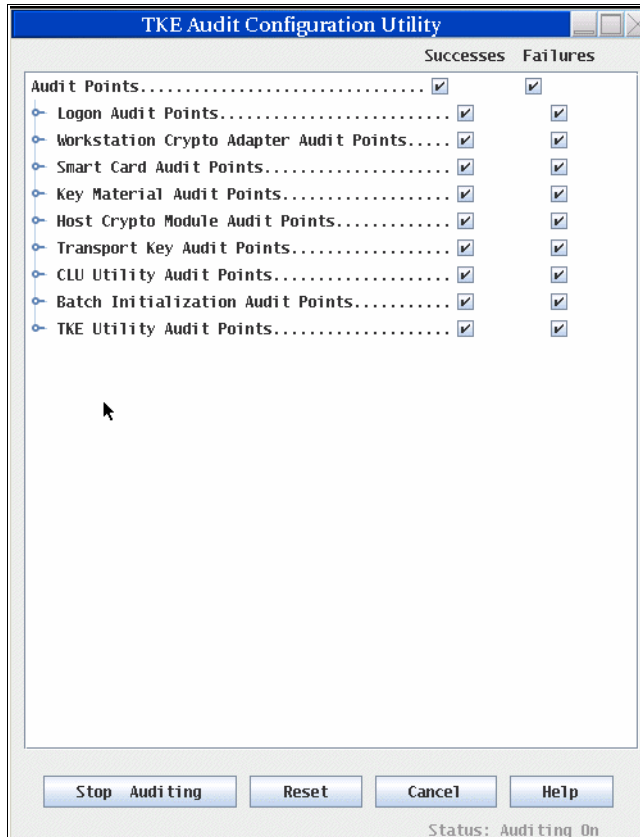 TKE Audit Configuration Utility
Successes Failures
Audit Points................................
Logon Audit Points..........................
Workstation Crypto Adapter Audit Points.....
Smart Card Audit Points.....................
Key Material Audit Points...................
Host Crypto Module Audit Points.............
Transport Key Audit Points..................
CLU Utility Audit Points....................
Batch Initialization Audit Points...........
TKE Utility Audit Points....................
Stop Auditing Reset Cancel Help
Status: Auditing On